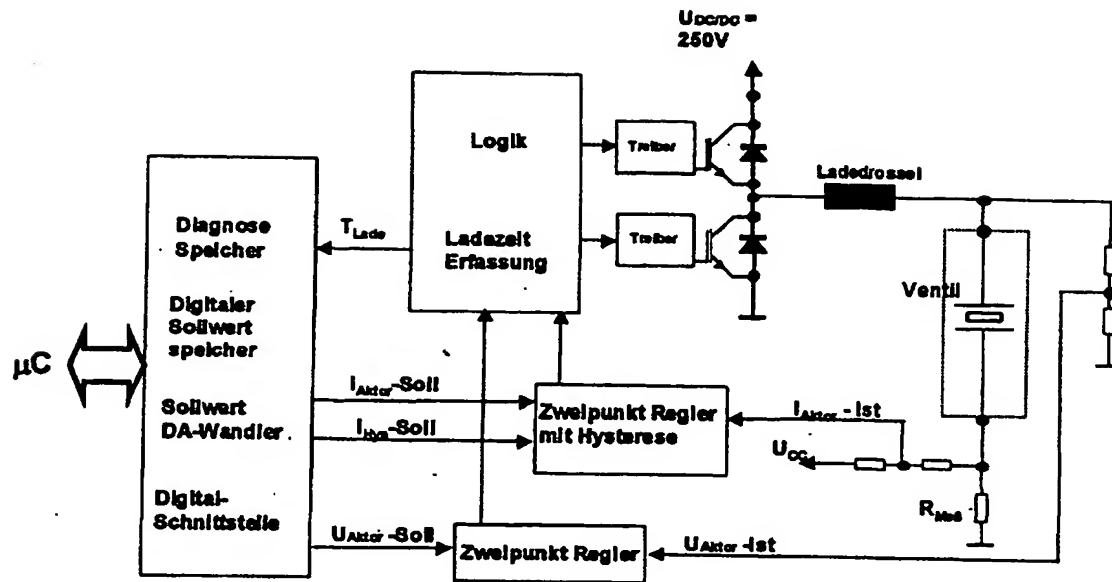 U_DC/DC =
250V
Logik
Treiber
Ladedrossel
Diagnose
Speicher
T_Lade
Ladezeit
Erfassung
Treiber
Ventil
Digitaler
Sollwert
speicher
µC
I_Aktor-Soll
Zweipunkt Regler
mit Hysterese
I_Aktor-Ist
Sollwert
DA-Wandler
I_Hys-Soll
U_CC
R_Meß
Digital-
Schnittstelle
U_Aktor-Soll
Zweipunkt Regler
U_Aktor-Ist